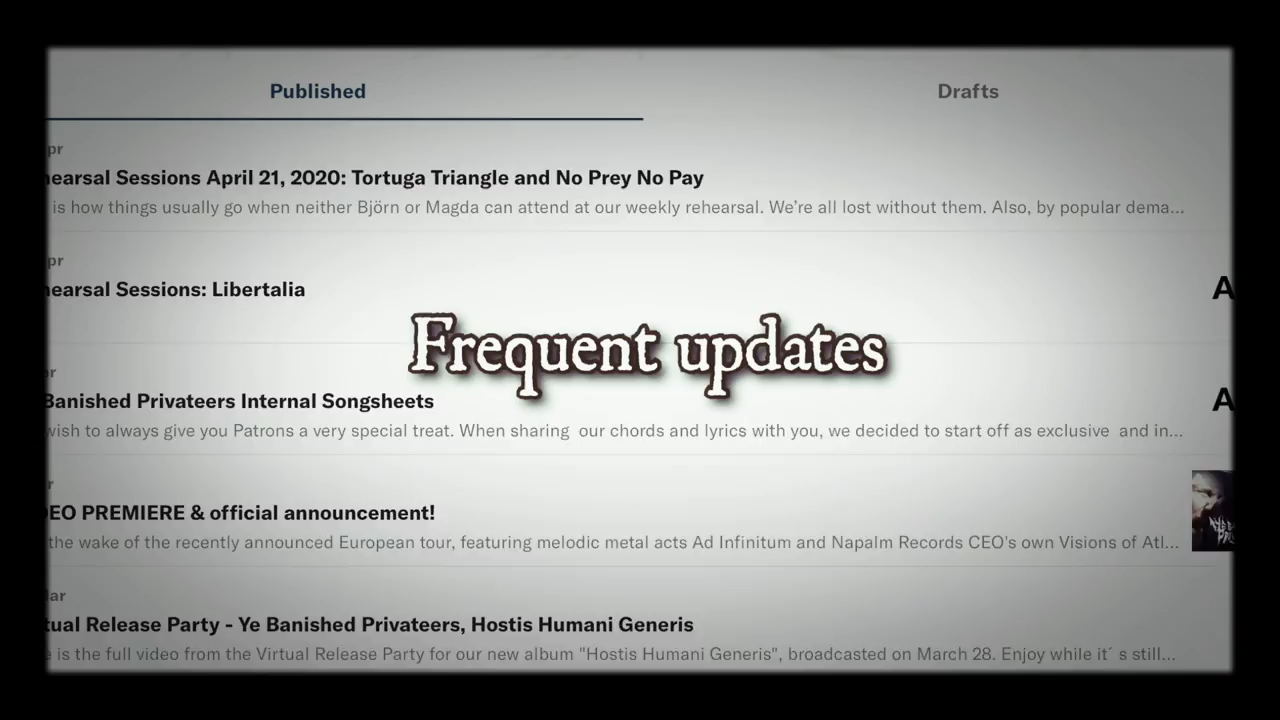 Published
Drafts
pr
earsal Sessions April 21, 2020: Tortuga Triangle and No Prey No Pay
is how things usually go when neither Björn or Magda can attend at our weekly rehearsal. We're all lost without them. Also, by popular dema...
pr
earsal Sessions: Libertalia
A
Frequent updates
r
Banished Privateers Internal Songsheets
A
wish to always give you Patrons a very special treat. When sharing our chords and lyrics with you, we decided to start off as exclusive and in...
r
EO PREMIERE & official announcement!
the wake of the recently announced European tour, featuring melodic metal acts Ad Infinitum and Napalm Records CEO's own Visions of Atl...
ar
tual Release Party - Ye Banished Privateers, Hostis Humani Generis
e is the full video from the Virtual Release Party for our new album "Hostis Humani Generis", broadcasted on March 28. Enjoy while it´ s still...